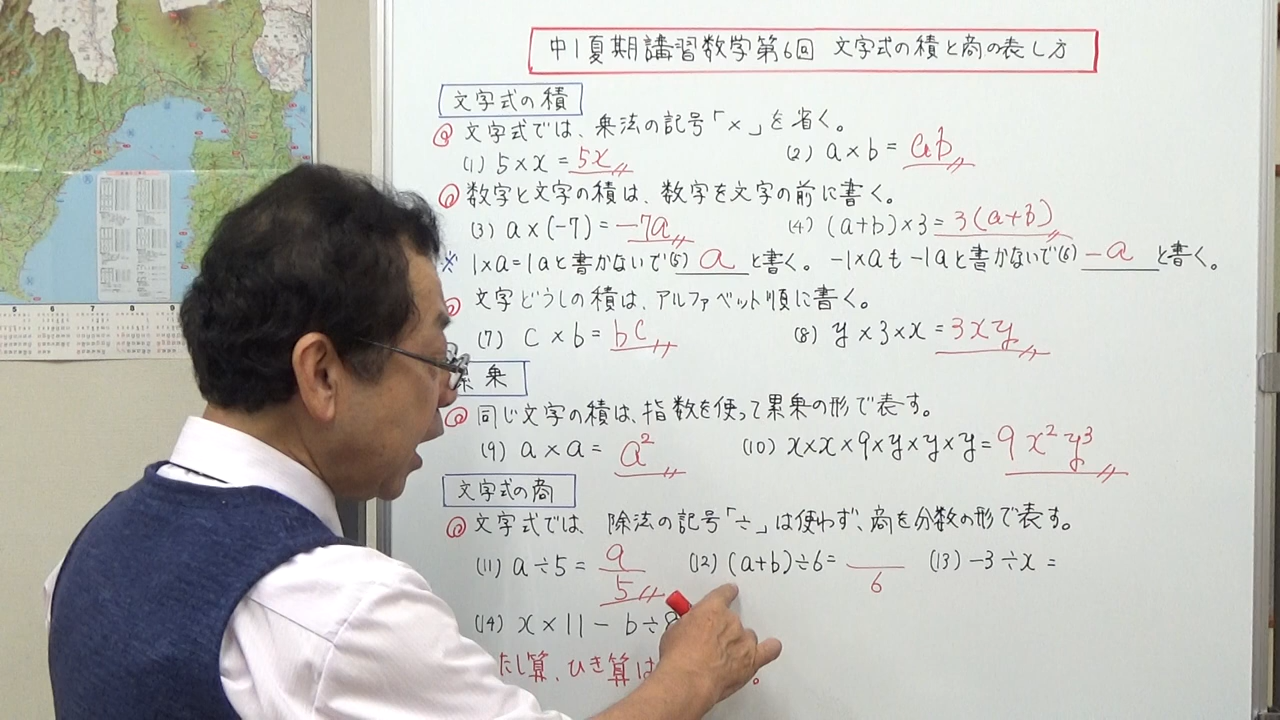 中1夏期講習数学第6回 文字式の積と商の表し方
文字式の積
文字式では、乗法の記号「×」を省く。
(1) 5×x=5x (2) a×b=ab
数字と文字の積は、数字を文字の前に書く。
(3) a×(-7)=-7a (4) (a+b)×3=3(a+b)
※ 1×a=1aと書かないで(5) a と書く。 -1×aも-1aと書かないで(6) -a と書く。
文字どうしの積は、アルファベット順に書く。
(7) c×b=bc (8) y×3×x=3xy
累乗
同じ文字の積は、指数を使って累乗の形で表す。
(9) a×a=a² (10) x×x×9×y×y×y=9x²y³
文字式の商
文字式では 除法の記号「÷」は使わず、商を分数の形で表す。
(11) a÷5=a/5 (12) (a+b)÷6= /6 (13) -3÷x=
(14) x×11-b÷8
たし算、ひき算は 。
5 6 7 8 9